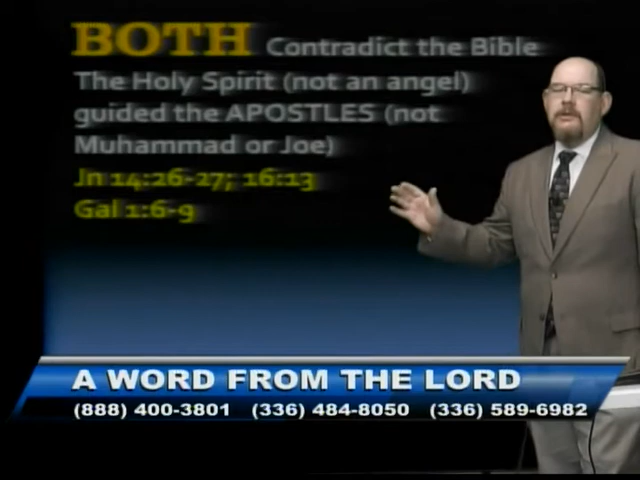 BOTH Contradict the Bible
The Holy Spirit (not an angel)
guided the APOSTLES (not
Muhammad or Joe)
Jn 14:26-27; 16:13
Gal 1:6-9
A WORD FROM THE LORD
(888) 400-3801 (336) 484-8050 (336) 589-6982